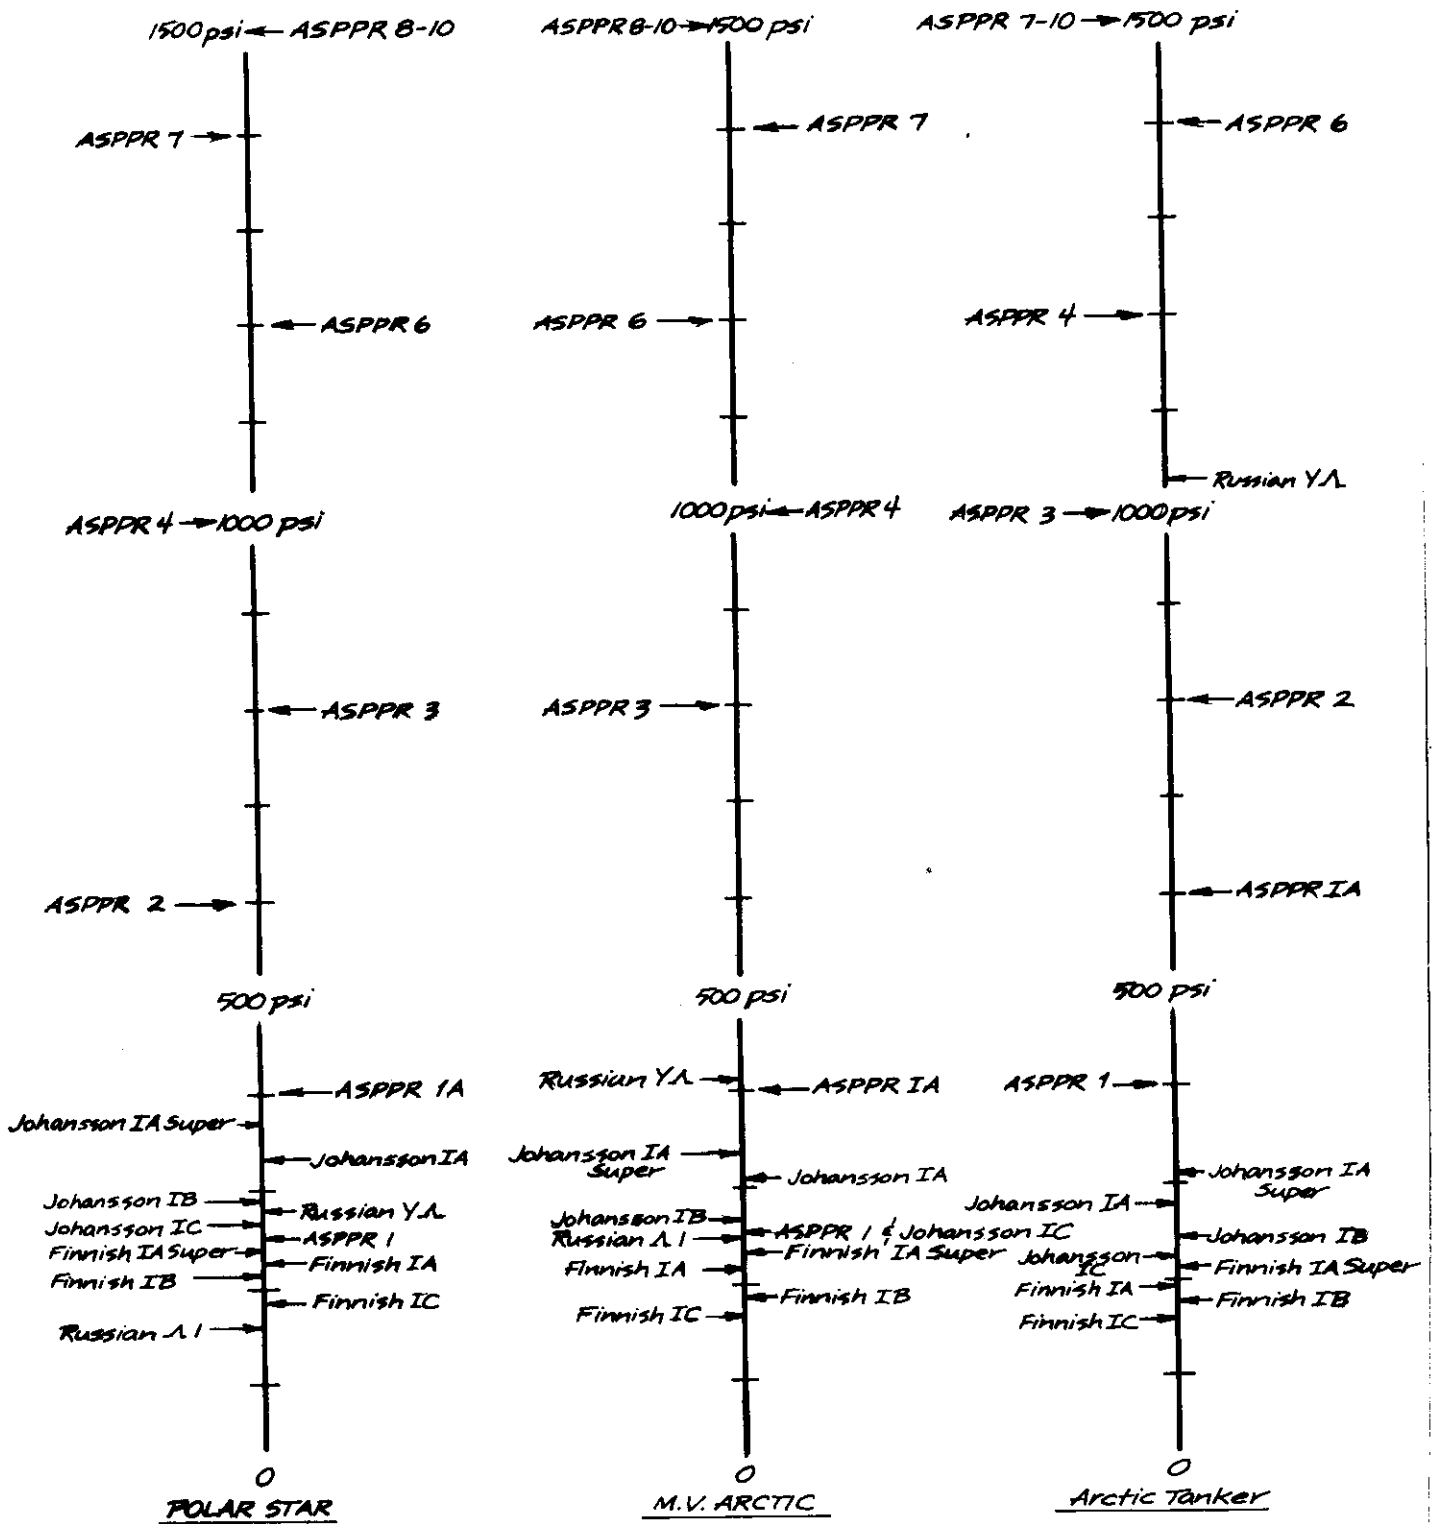 1500 psi ASPPR 8-10
ASPPR 7
ASPPR 6
ASPPR 4 1000 psi
ASPPR 3
ASPPR 2
500 psi
ASPPR 1A
Johansson IA Super
Johansson IA
Johansson IB
Russian УЛ
Johansson IC
ASPPR 1
Finnish IA Super
Finnish IA
Finnish IB
Finnish IC
Russian Л 1
0
POLAR STAR
ASPPR 8-10 1500 psi
ASPPR 7
ASPPR 6
1000 psi ASPPR 4
ASPPR 3
500 psi
Russian УЛ
ASPPR IA
Johansson IA
Super
Johansson IA
Johansson IB
ASPPR 1 & Johansson IC
Russian Л 1
Finnish IA Super
Finnish IA
Finnish IB
Finnish IC
0
M.V. ARCTIC
ASPPR 7-10 1500 psi
ASPPR 6
ASPPR 4
Russian УЛ
ASPPR 3 1000 psi
ASPPR 2
ASPPR IA
500 psi
ASPPR 1
Johansson IA
Super
Johansson IA
Johansson IB
Johansson
IC
Finnish IA Super
Finnish IA
Finnish IB
Finnish IC
0
Arctic Tanker